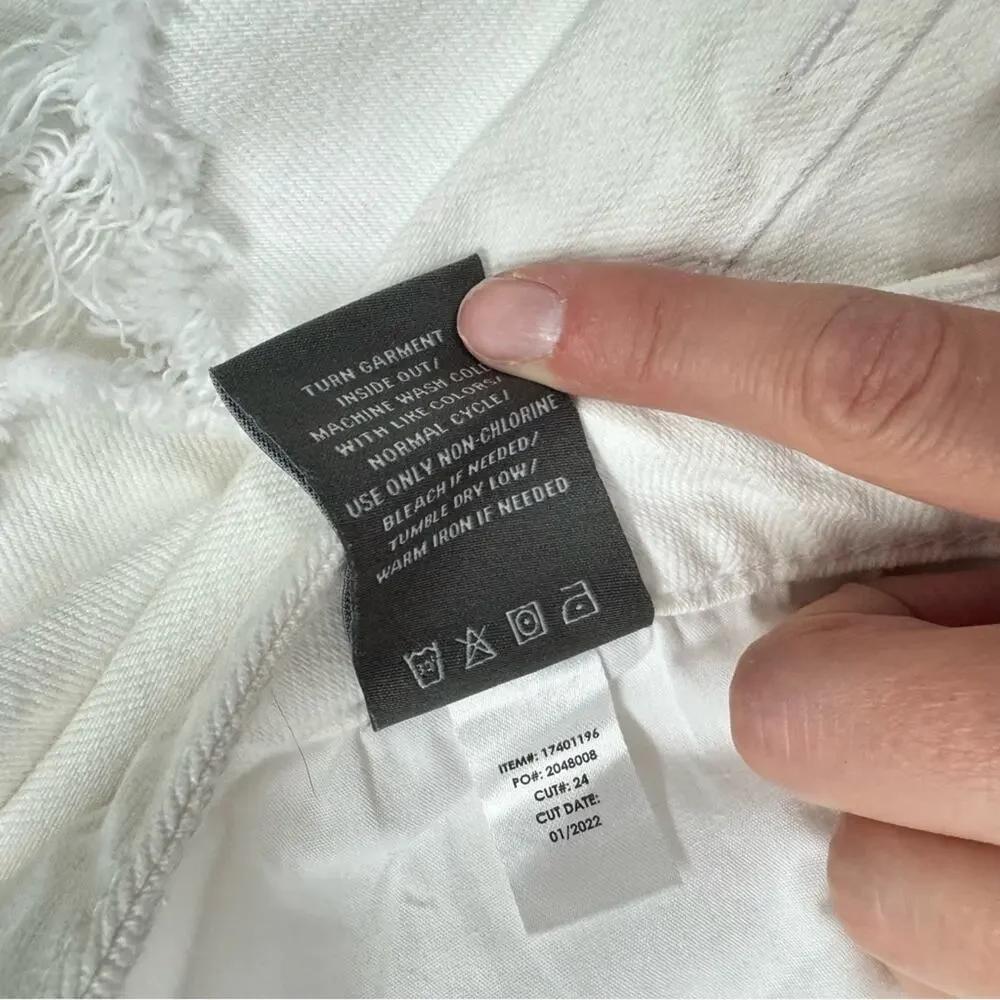 TURN GARMENT
INSIDE OUT/
MACHINE WASH
WITH LIKE COLORS/
NORMAL CYCLE/
USE ONLY NON-CHLORINE
BLEACH IF NEEDED/
TUMBLE DRY LOW/
WARM IRON IF NEEDED
ITEM#: 17401196
PO#: 2048008
CUT#: 24
CUT DATE:
01/2022